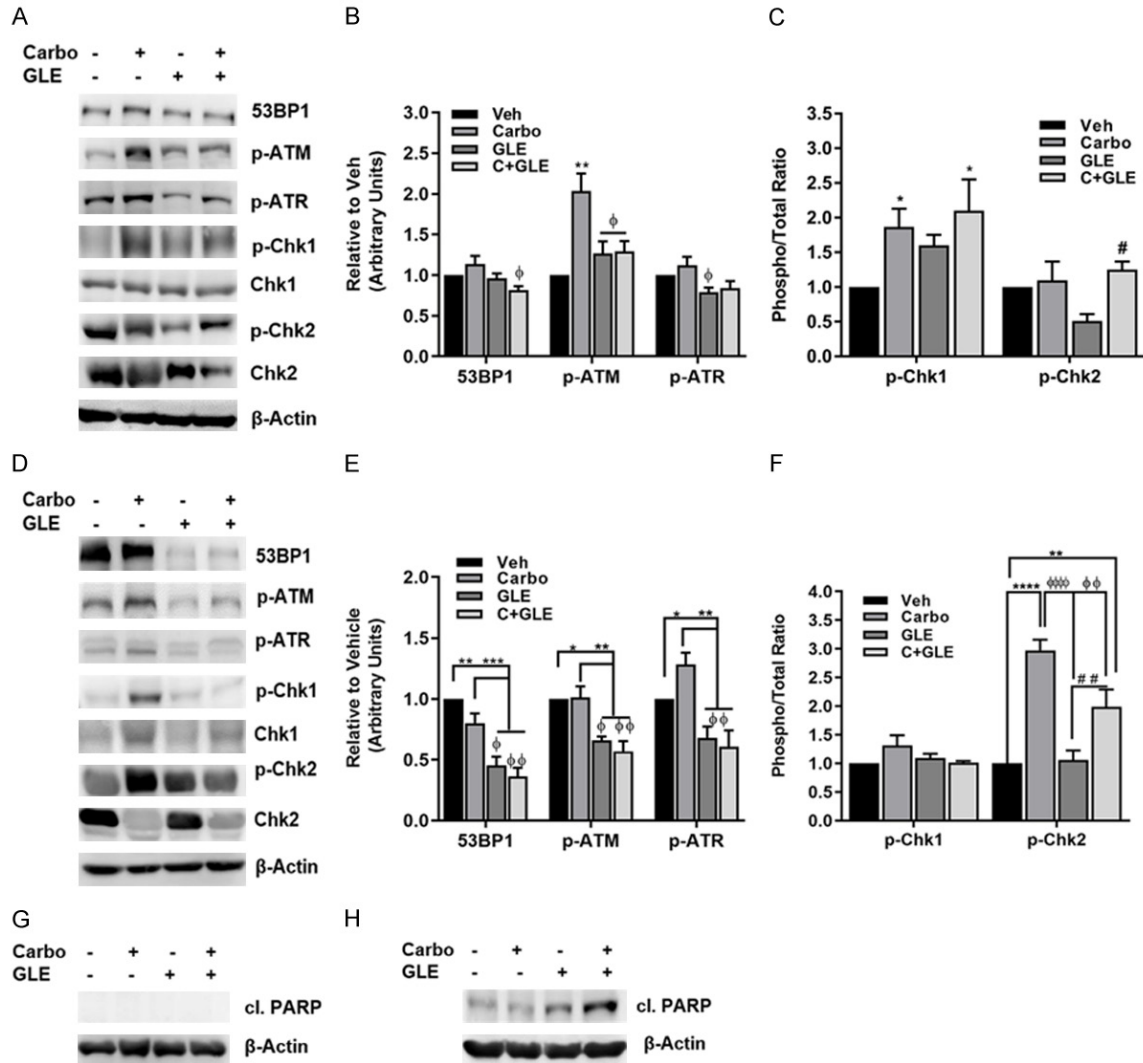 A
Carbo - + - +
GLE - - + +
53BP1
p-ATM
p-ATR
p-Chk1
Chk1
p-Chk2
Chk2
β-Actin
B
Relative to Veh
(Arbitrary Units)
3.0
2.5
2.0
1.5
1.0
0.5
0.0
Veh
Carbo
GLE
C+GLE
**
ϕ
ϕ
ϕ
53BP1 p-ATM p-ATR
C
Phospho/Total Ratio
3.0
2.5
2.0
1.5
1.0
0.5
0.0
Veh
Carbo
GLE
C+GLE
*
*
#
p-Chk1 p-Chk2
D
Carbo - + - +
GLE - - + +
53BP1
p-ATM
p-ATR
p-Chk1
Chk1
p-Chk2
Chk2
β-Actin
E
Relative to Vehicle
(Arbitrary Units)
2.0
1.5
1.0
0.5
0.0
Veh
Carbo
GLE
C+GLE
** ***
* **
* **
ϕ ϕϕ
ϕ ϕϕ
ϕϕ
53BP1 p-ATM p-ATR
F
Phospho/Total Ratio
4.0
3.5
3.0
2.5
2.0
1.5
1.0
0.5
0.0
Veh
Carbo
GLE
C+GLE
**
**** ϕϕϕϕ ϕϕ
##
p-Chk1 p-Chk2
G
Carbo - + - +
GLE - - + +
cl. PARP
β-Actin
H
Carbo - + - +
GLE - - + +
cl. PARP
β-Actin